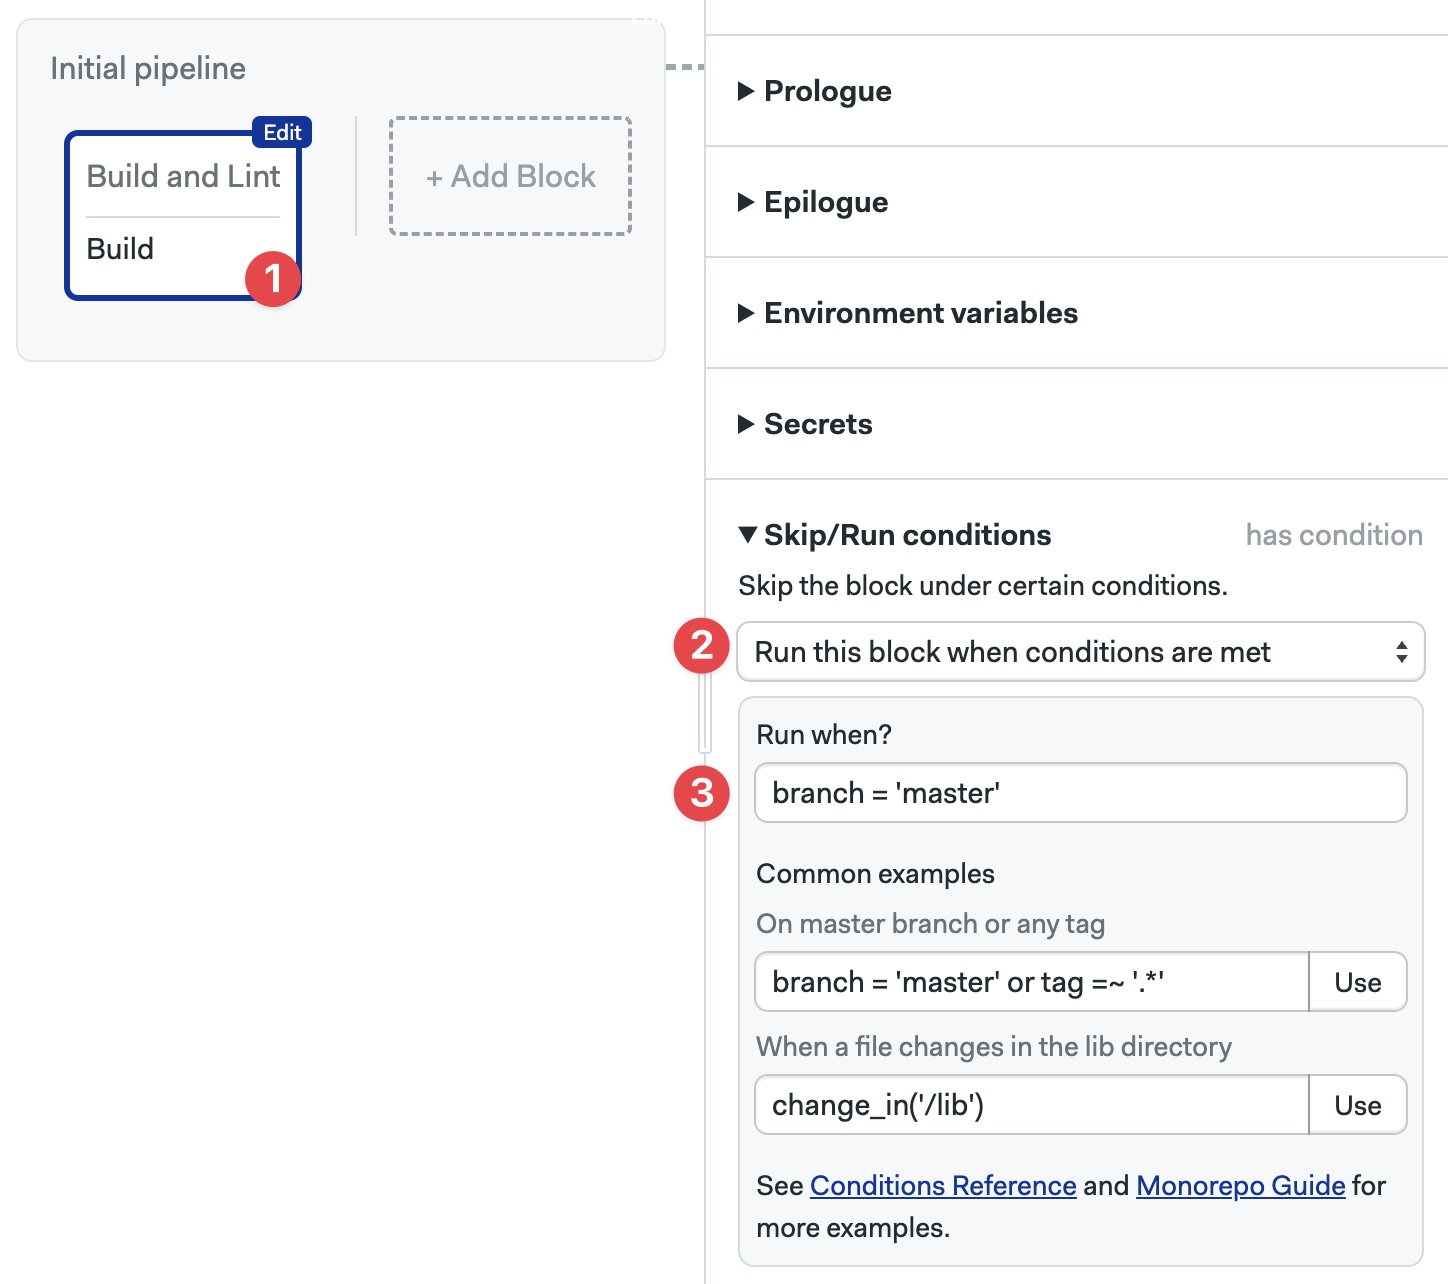 Initial pipeline
Edit
Build and Lint
Build
1
+ Add Block
Prologue
Epilogue
Environment variables
Secrets
Skip/Run conditions
has condition
Skip the block under certain conditions.
2
Run this block when conditions are met
Run when?
3
branch = 'master'
Common examples
On master branch or any tag
branch = 'master' or tag =~ '.*'
Use
When a file changes in the lib directory
change_in('/lib')
Use
See Conditions Reference and Monorepo Guide for
more examples.